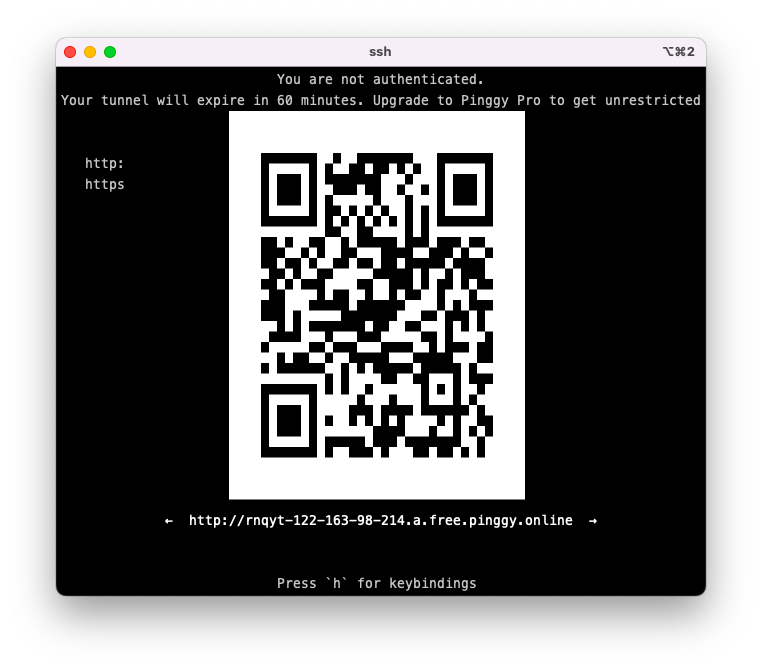 ssh
⌥⌘2
You are not authenticated.
Your tunnel will expire in 60 minutes. Upgrade to Pinggy Pro to get unrestricted
http:
https
← http://rnqyt-122-163-98-214.a.free.pinggy.online →
Press `h` for keybindings